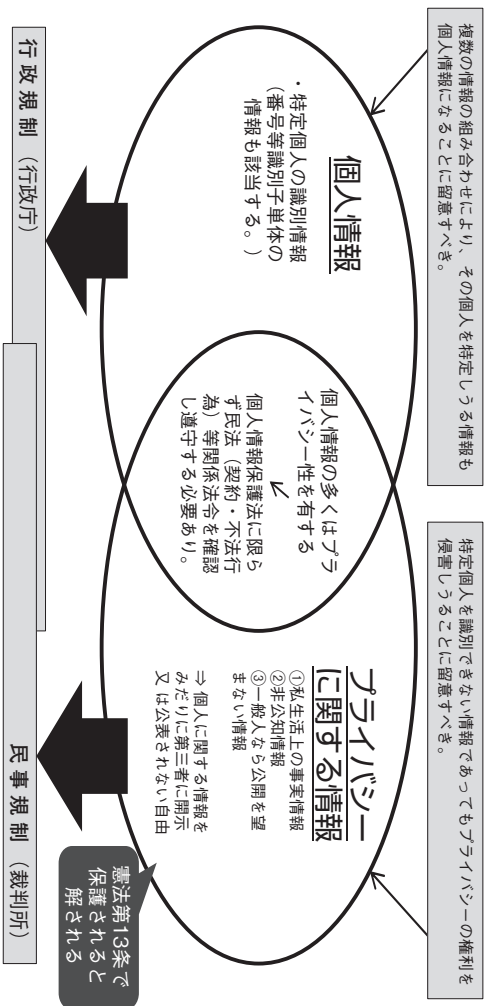 複数の情報の組み合わせにより、その個人を特定しうる情報も
個人情報になることに留意すべき。
特定個人を識別できない情報であってもプライバシーの権利を
侵害しうることに留意すべき。
個人情報
・特定個人の識別情報
（番号等識別子単体の
情報も該当する。）
個人情報の多くはプラ
イバシー性を有する
個人情報保護法に限ら
ず民法（契約・不法行
為）等関係法令を確認
し遵守する必要あり。
プライバシー
に関する情報
①私生活上の事実情報
②非公知情報
③一般人なら公開を望
まない情報
⇒ 個人に関する情報を
みだりに第三者に開示
又は公表されない自由
憲法第13条で
保護されると
解される
行政規制（行政庁）
民事規制（裁判所）